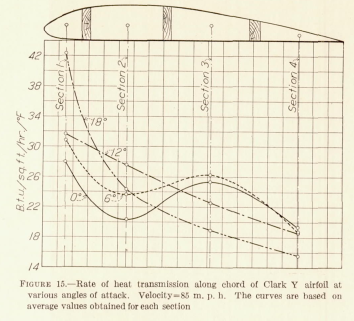 42
38
34
30
26
22
18
14
B.t.u/sq.ft./hr./°F
Section 1
Section 2
Section 3
Section 4
18°
12°
6°
0°
FIGURE 15.—Rate of heat transmission along chord of Clark Y airfoil at
various angles of attack. Velocity=85 m. p. h. The curves are based on
average values obtained for each section